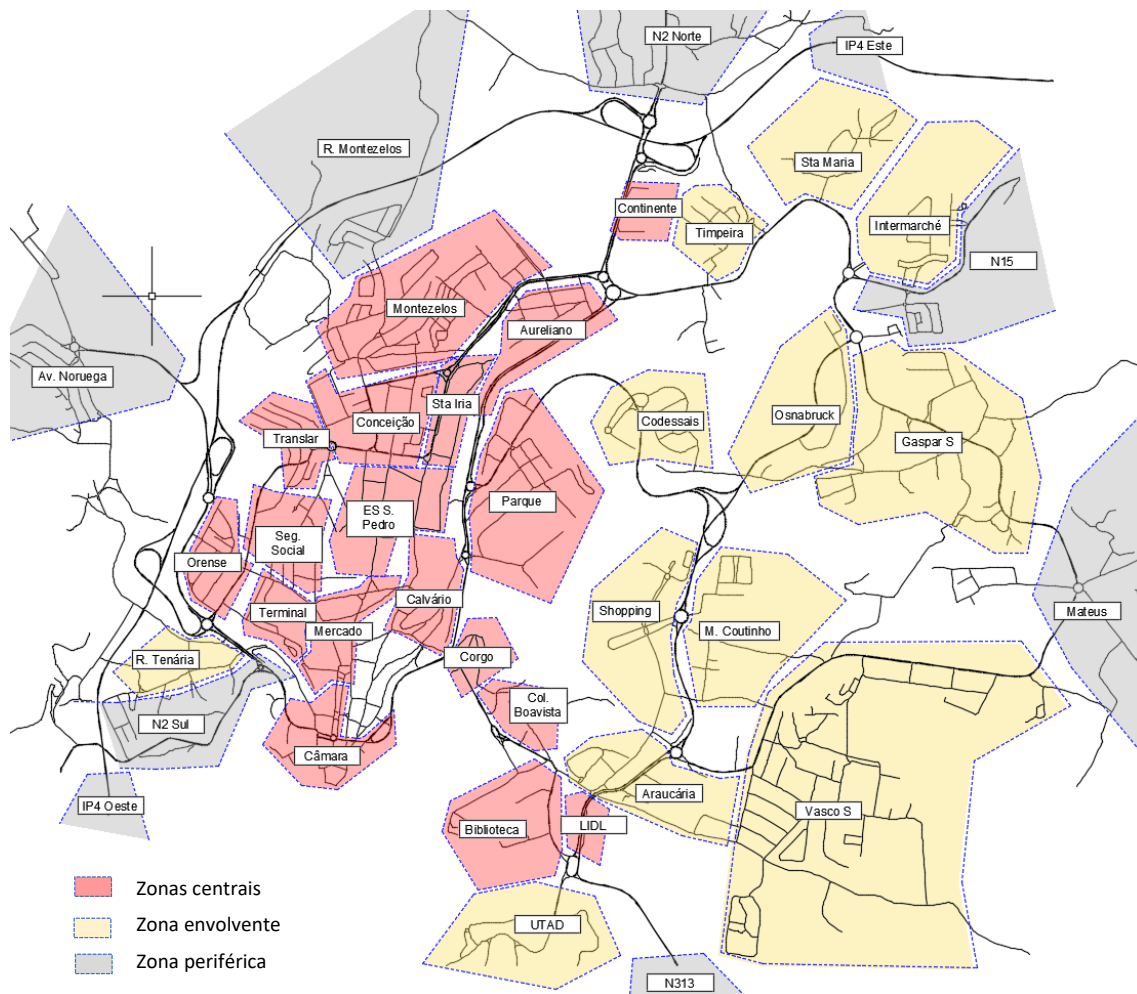 N2 Norte
IP4 Este
R. Montezelos
Sta Maria
Continente
Timpeira
Intermarché
N15
Montezelos
Aureliano
Av. Noruega
Sta Iria
Conceição
Translar
Codessais
Osnabruck
Gaspar S
Parque
ES S.
Pedro
Seg.
Social
Orense
Terminal
Mercado
Calvário
Shopping
M. Coutinho
Mateus
R. Tenária
Corgo
Col.
Boavista
N2 Sul
Câmara
IP4 Oeste
Araucária
Vasco S
Biblioteca
LIDL
UTAD
N313
Zonas centrais
Zona envolvente
Zona periférica